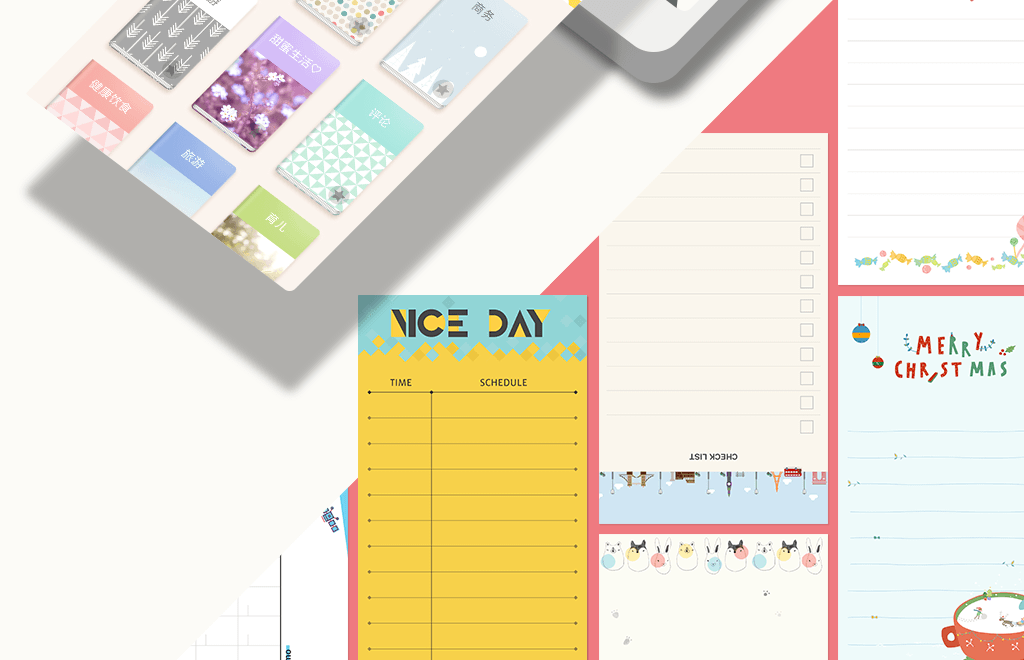 商务
甜蜜生活♡
健康饮食
评论
旅游
育儿
NICE DAY
TIME SCHEDULE
CHECK LIST
MERRY
CHRISTMAS